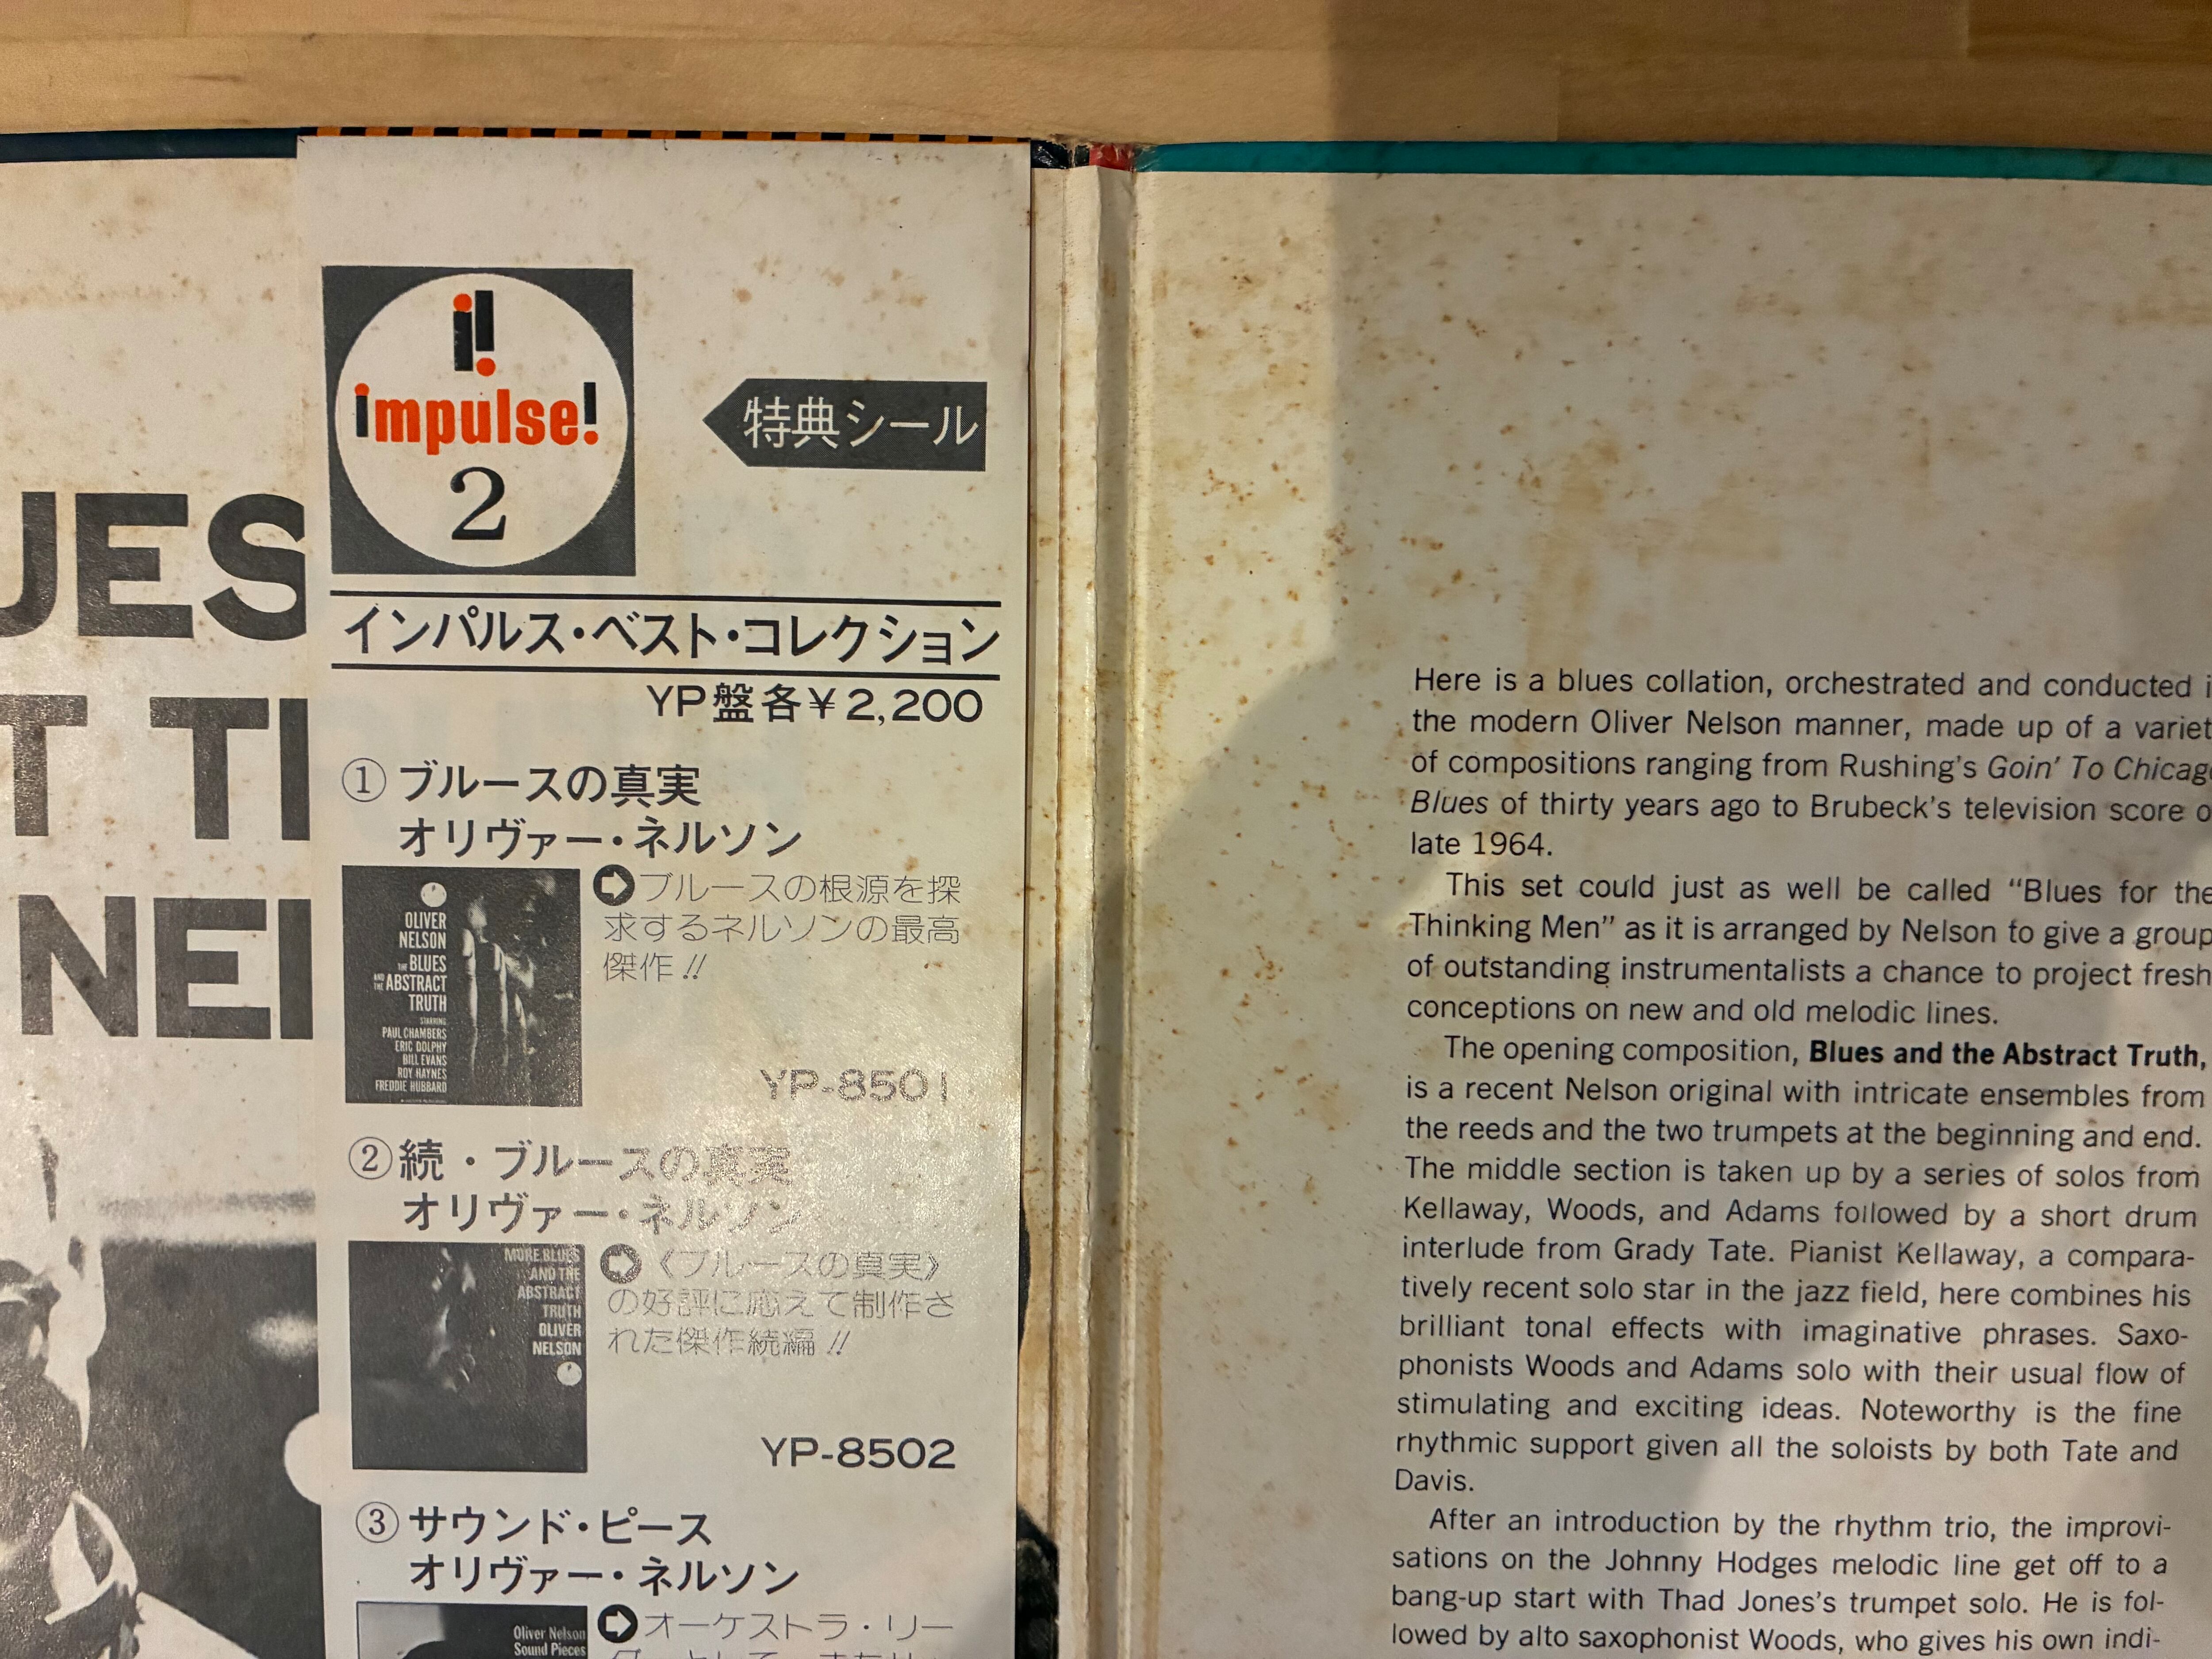 UES
T TI
NEI
impulse!
2
特典シール
インパルス・ベスト・コレクション
YP盤各¥2,200
①ブルースの真実
オリヴァー・ネルソン
OLIVER
NELSON
THE BLUES
AND THE ABSTRACT
TRUTH
STARRING
PAUL CHAMBERS
ERIC DOLPHY
BILL EVANS
ROY HAYNES
FREDDIE HUBBARD
ブルースの根源を探
求するネルソンの最高
傑作!!
YP-8501
②続・ブルースの真実
オリヴァー・ネルソン
MORE BLUES
AND THE
ABSTRACT
TRUTH
OLIVER
NELSON
《ブルースの真実》
の好評に応えて制作さ
れた傑作続編!!
YP-8502
③サウンド・ピース
オリヴァー・ネルソン
Oliver Nelson
Sound Pieces
オーケストラ・リー
Here is a blues collation, orchestrated and conducted i
the modern Oliver Nelson manner, made up of a variet
of compositions ranging from Rushing's Goin' To Chicag
Blues of thirty years ago to Brubeck's television score o
late 1964.
This set could just as well be called "Blues for the
Thinking Men" as it is arranged by Nelson to give a group
of outstanding instrumentalists a chance to project fresh
conceptions on new and old melodic lines.
The opening composition, Blues and the Abstract Truth,
is a recent Nelson original with intricate ensembles from
the reeds and the two trumpets at the beginning and end.
The middle section is taken up by a series of solos from
Kellaway, Woods, and Adams followed by a short drum
interlude from Grady Tate. Pianist Kellaway, a compara-
tively recent solo star in the jazz field, here combines his
brilliant tonal effects with imaginative phrases. Saxo-
phonists Woods and Adams solo with their usual flow of
stimulating and exciting ideas. Noteworthy is the fine
rhythmic support given all the soloists by both Tate and
Davis.
After an introduction by the rhythm trio, the improvi-
sations on the Johnny Hodges melodic line get off to a
bang-up start with Thad Jones's trumpet solo. He is fol-
lowed by alto saxophonist Woods, who gives his own indi-